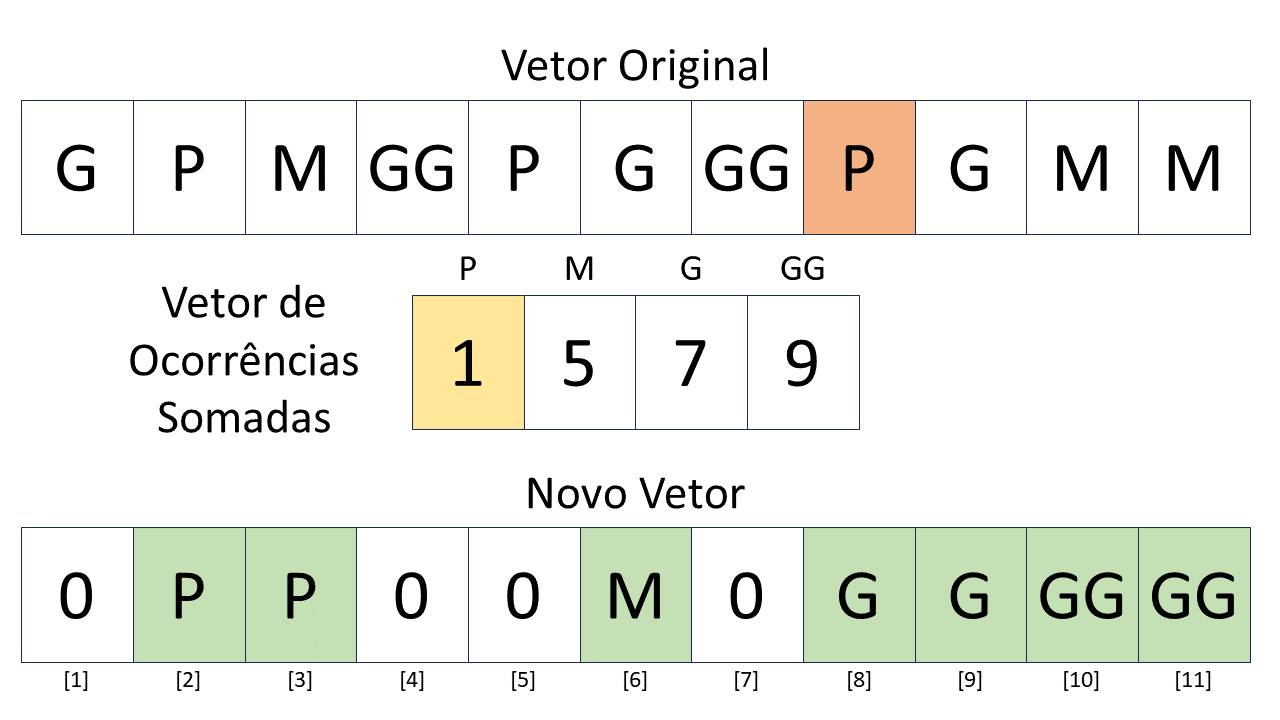 Vetor Original
G P M GG P G GG P G M M
P M G GG
Vetor de
Ocorrências
Somadas
1 5 7 9
Novo Vetor
0 P P 0 0 M 0 G G GG GG
[1] [2] [3] [4] [5] [6] [7] [8] [9] [10] [11]